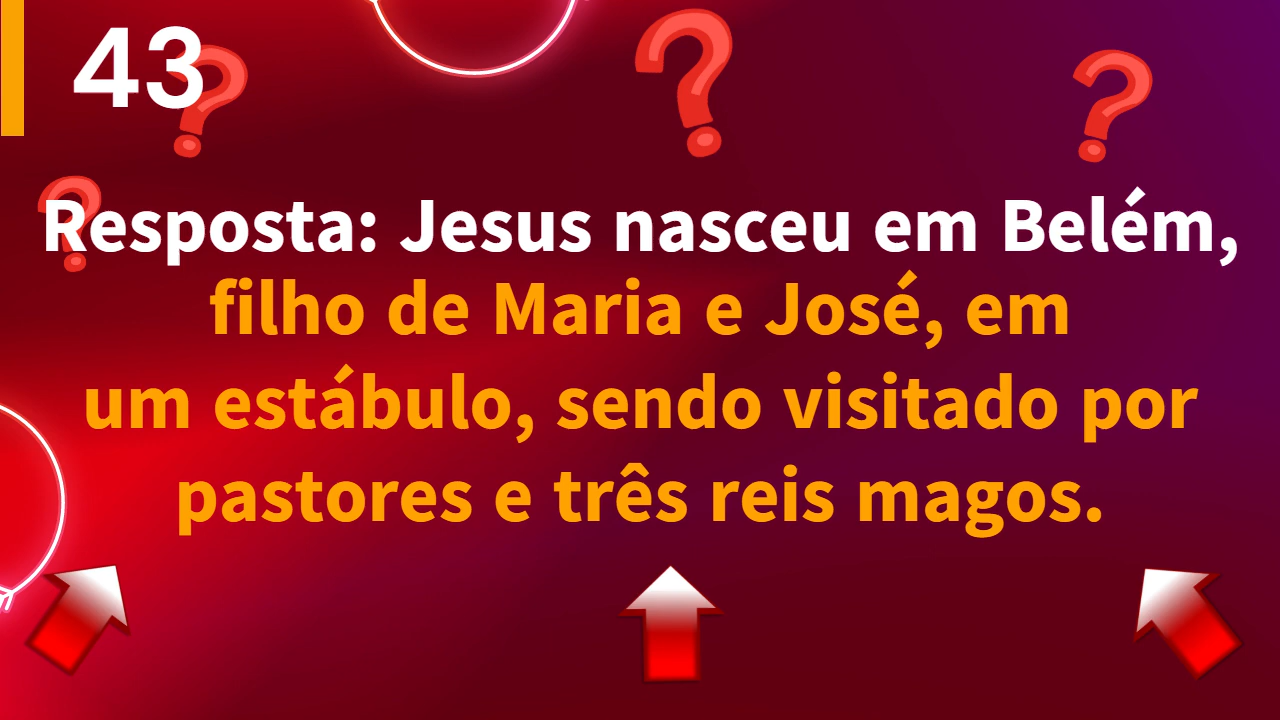 43
Resposta: Jesus nasceu em Belém,
filho de Maria e José, em
um estábulo, sendo visitado por
pastores e três reis magos.